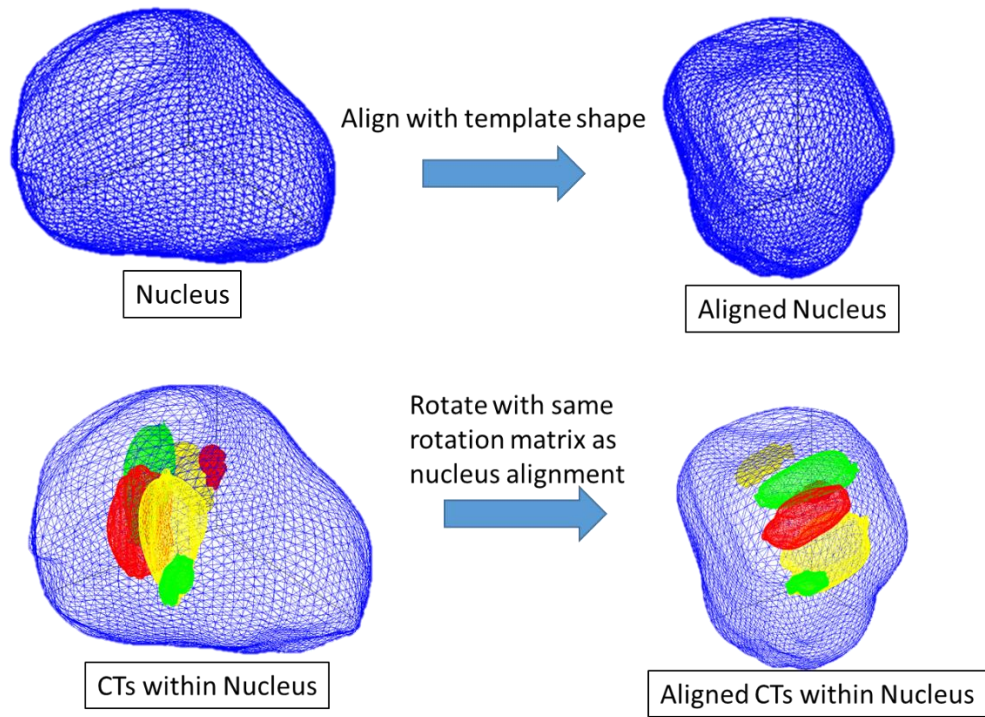 Align with template shape
Nucleus
Aligned Nucleus
Rotate with same
rotation matrix as
nucleus alignment
CTs within Nucleus
Aligned CTs within Nucleus